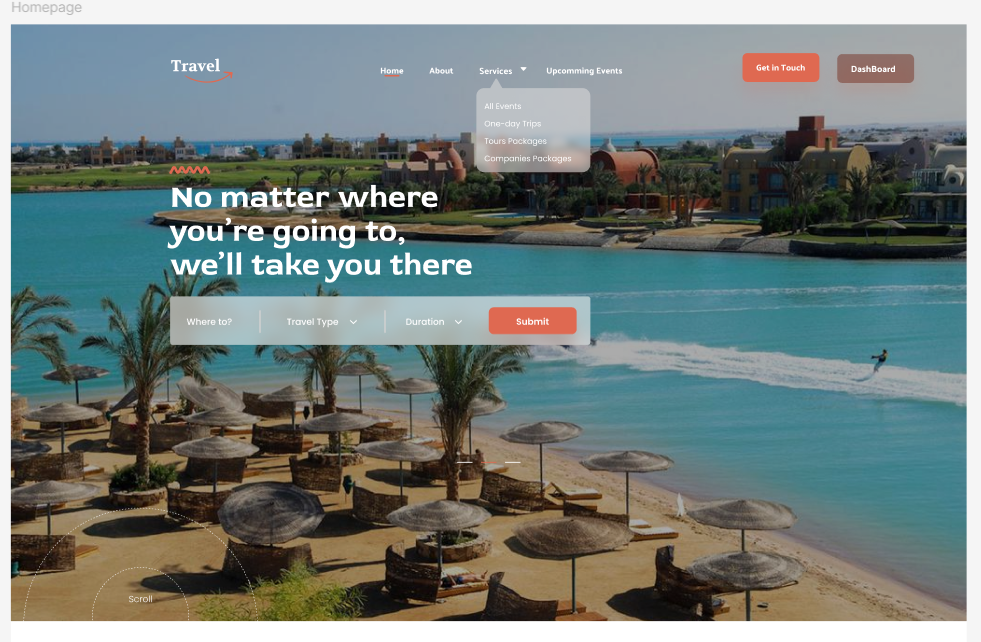 Homepage
Travel
Home
About
Services
Upcomming Events
Get in Touch
DashBoard
All Events
One-day Trips
Tours Packages
Companies Packages
No matter where
you're going to,
we'll take you there
Where to?
Travel Type
Duration
Submit
Scroll